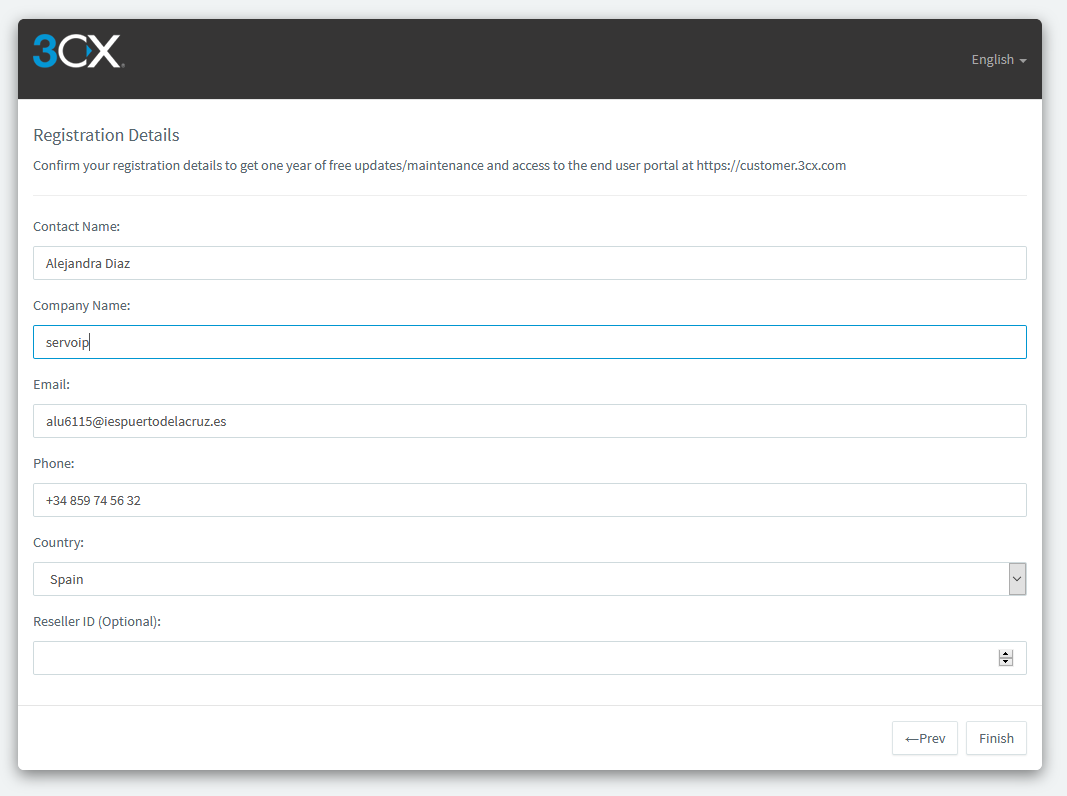 3CX
English
Registration Details
Confirm your registration details to get one year of free updates/maintenance and access to the end user portal at https://customer.3cx.com
Contact Name:
Alejandra Diaz
Company Name:
servoip
Email:
alu6115@iespuertodelacruz.es
Phone:
+34 859 74 56 32
Country:
Spain
Reseller ID (Optional):
←Prev Finish